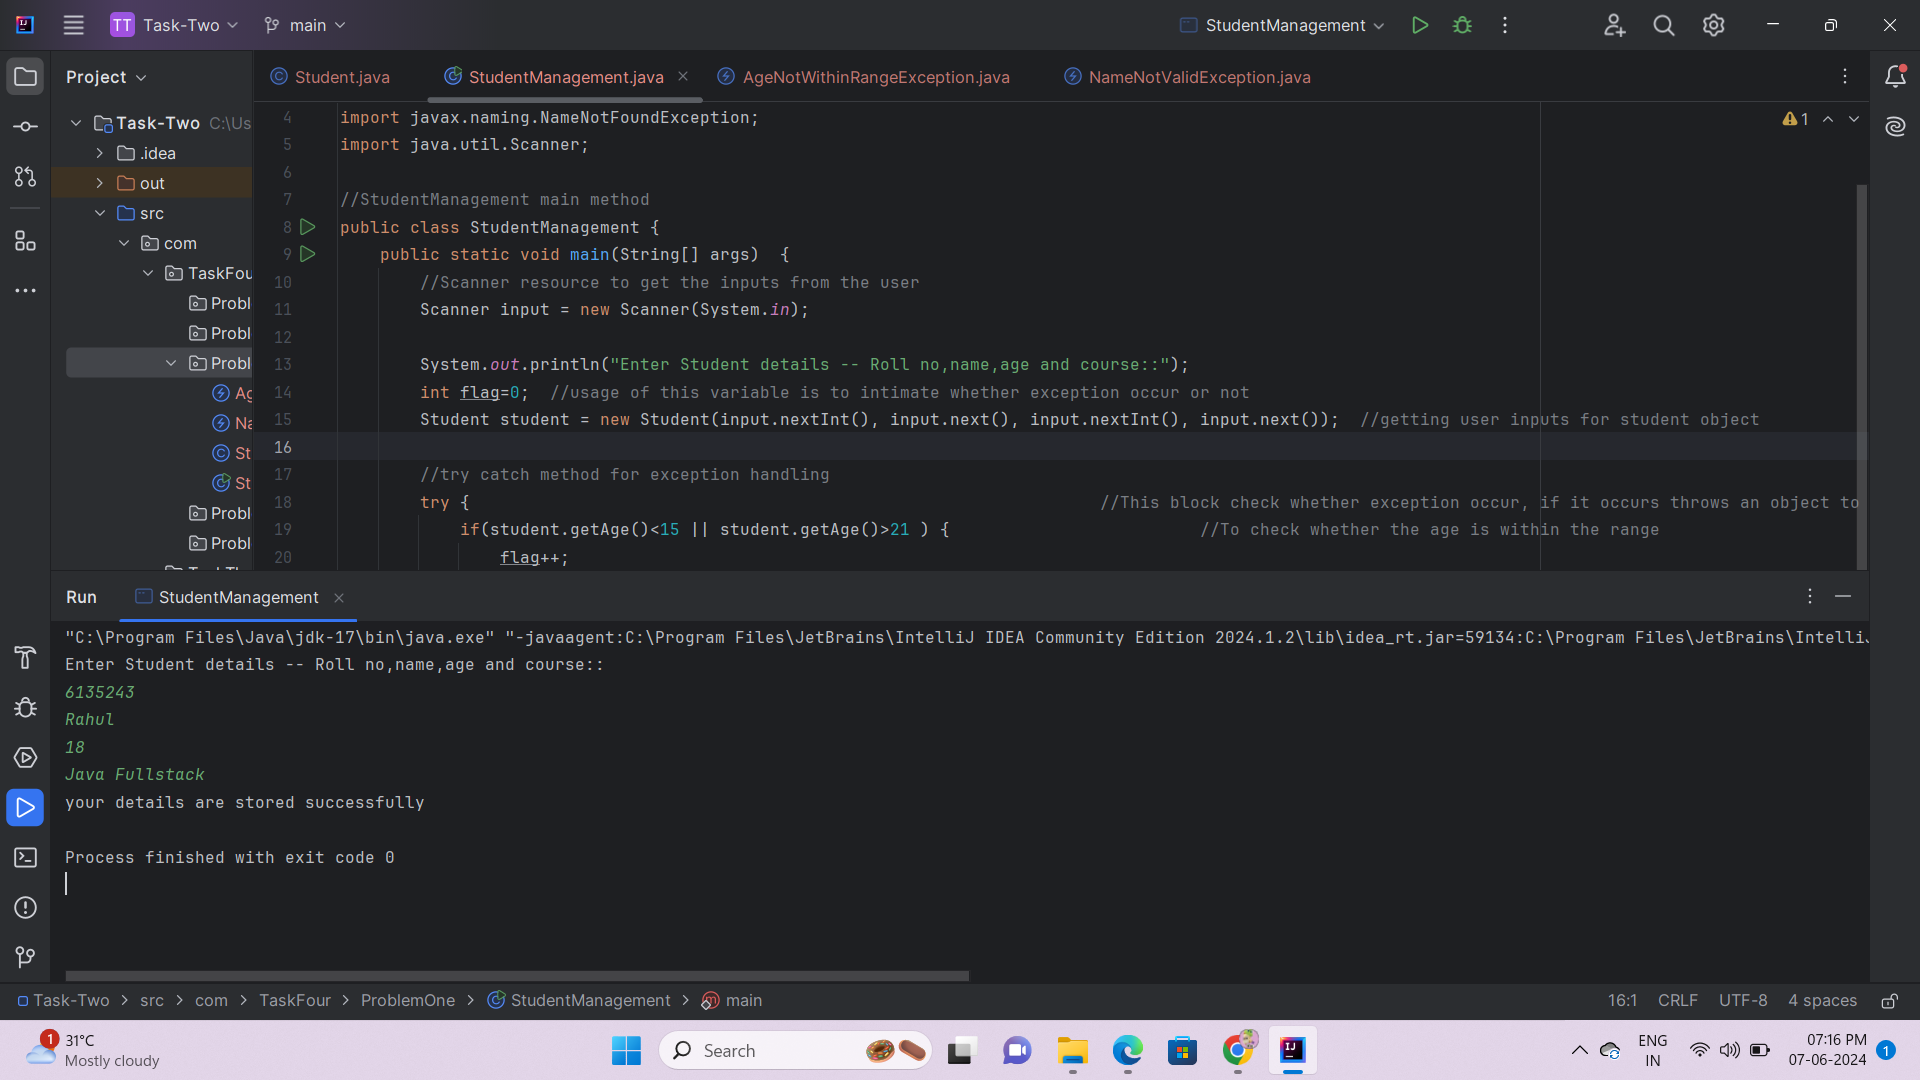 TT Task-Two main StudentManagement
Project
Student.java StudentManagement.java AgeNotWithinRangeException.java NameNotValidException.java
Task-Two C:\Us
.idea
out
src
com
TaskFou
Probl
Probl
Probl
Ag
Na
St
St
Probl
Probl
1
4 import javax.naming.NameNotFoundException;
5 import java.util.Scanner;
6
7 //StudentManagement main method
8 public class StudentManagement {
9 public static void main(String[] args)  {
10 //Scanner resource to get the inputs from the user
11 Scanner input = new Scanner(System.in);
12
13 System.out.println("Enter Student details -- Roll no,name,age and course::");
14 int flag=0;  //usage of this variable is to intimate whether exception occur or not
15 Student student = new Student(input.nextInt(), input.next(), input.nextInt(), input.next());  //getting user inputs for student object
16
17 //try catch method for exception handling
18 try { //This block check whether exception occur, if it occurs throws an object to
19 if(student.getAge()<15 || student.getAge()>21 ) { //To check whether the age is within the range
20 flag++;
Run StudentManagement
"C:\Program Files\Java\jdk-17\bin\java.exe" "-javaagent:C:\Program Files\JetBrains\IntelliJ IDEA Community Edition 2024.1.2\lib\idea_rt.jar=59134:C:\Program Files\JetBrains\IntelliJ
Enter Student details -- Roll no,name,age and course::
6135243
Rahul
18
Java Fullstack
your details are stored successfully
Process finished with exit code 0
Task-Two > src > com > TaskFour > ProblemOne > StudentManagement > main
16:1 CRLF UTF-8 4 spaces
1
31°C
Mostly cloudy
Search
ENG
IN
07:16 PM
07-06-2024
1